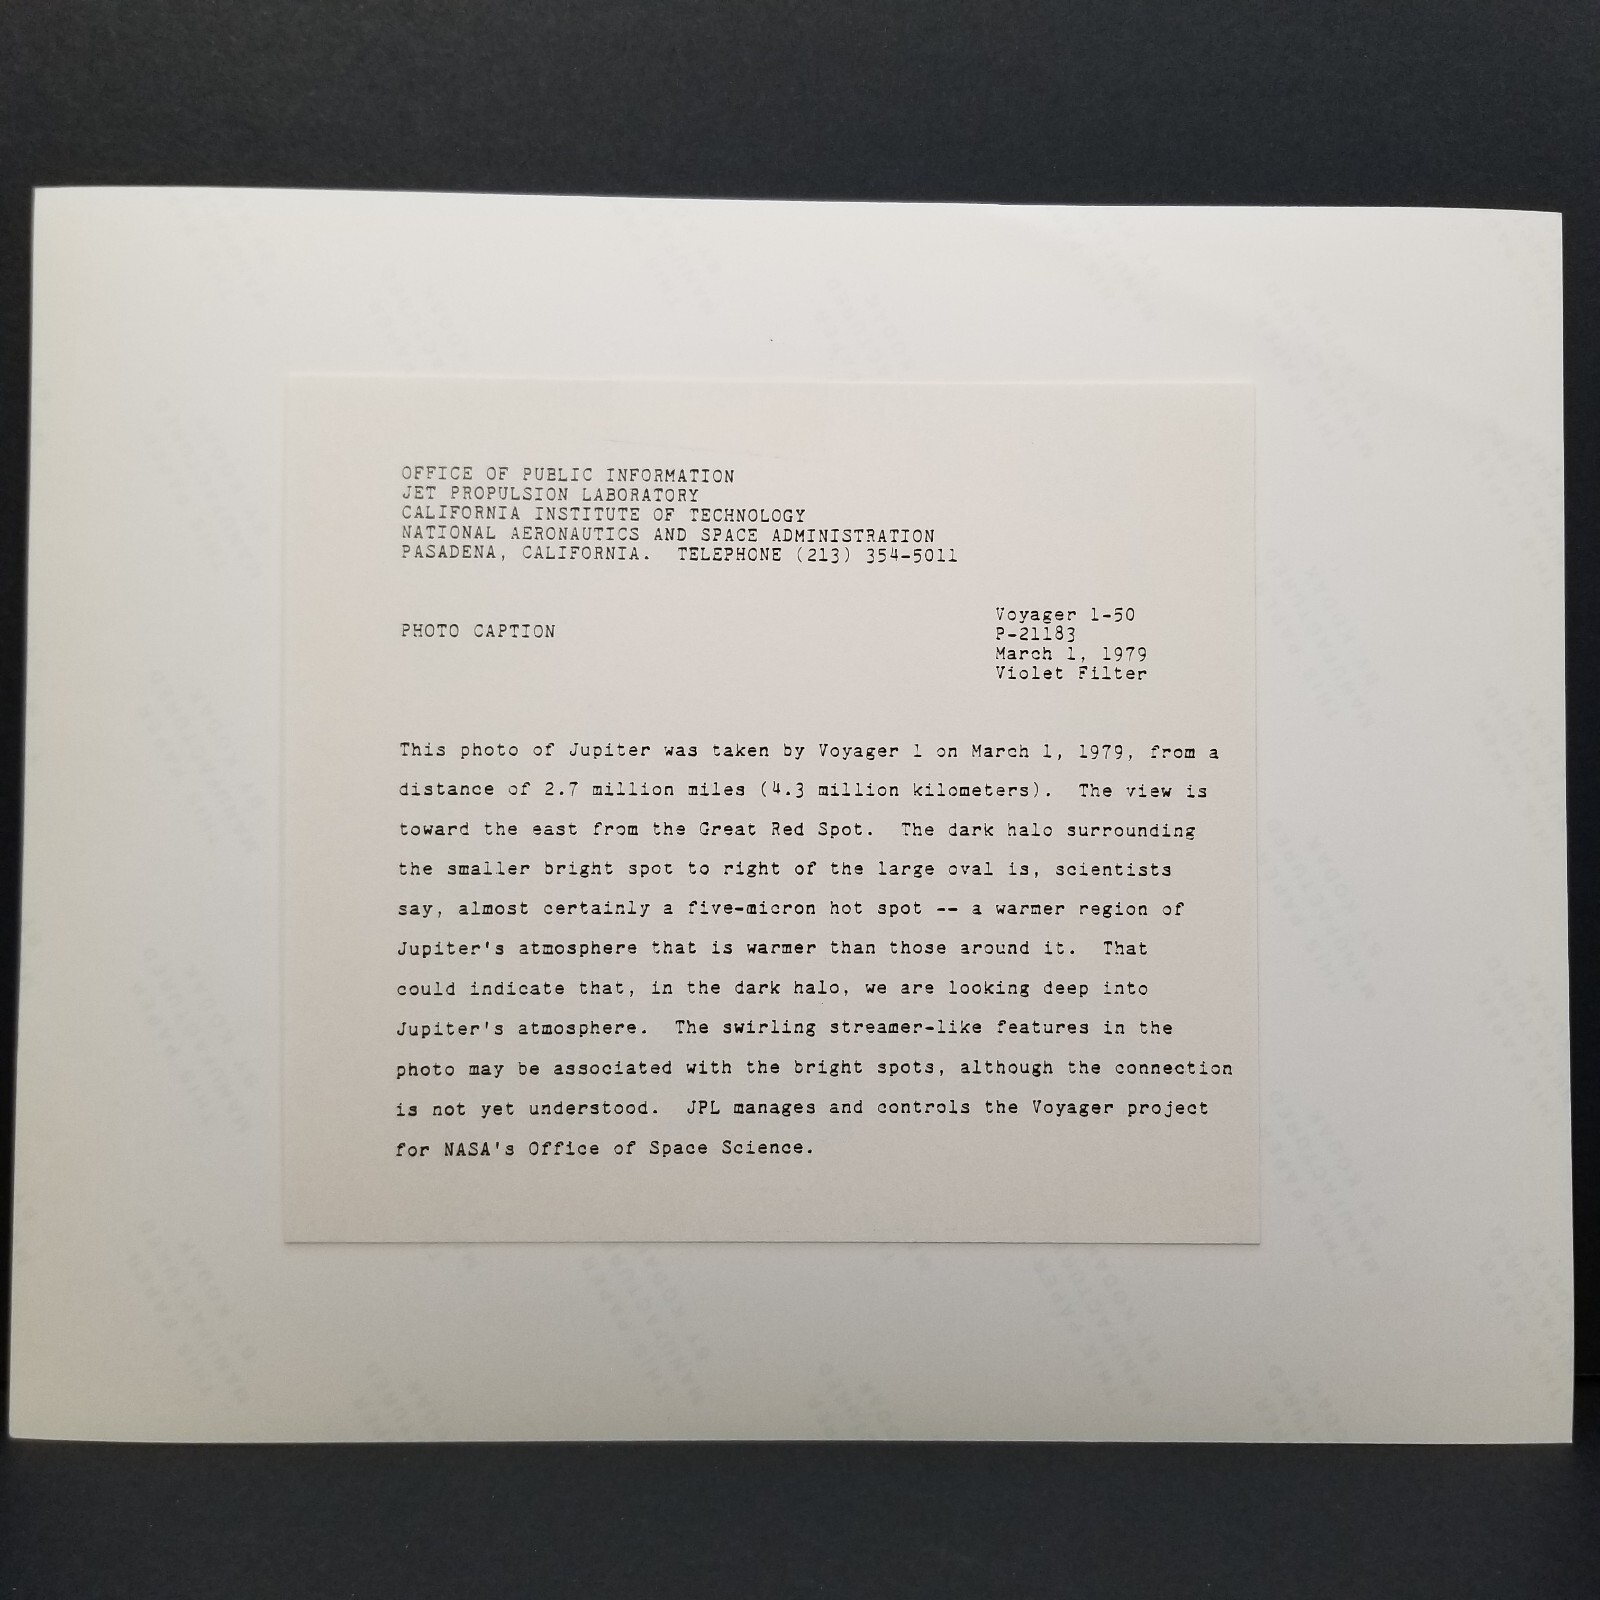 OFFICE OF PUBLIC INFORMATION
JET PROPULSION LABORATORY
CALIFORNIA INSTITUTE OF TECHNOLOGY
NATIONAL AERONAUTICS AND SPACE ADMINISTRATION
PASADENA, CALIFORNIA. TELEPHONE (213) 354-5011
PHOTO CAPTION
Voyager 1-50
P-21183
March 1, 1979
Violet Filter
This photo of Jupiter was taken by Voyager 1 on March 1, 1979, from a
distance of 2.7 million miles (4.3 million kilometers). The view is
toward the east from the Great Red Spot. The dark halo surrounding
the smaller bright spot to right of the large oval is, scientists
say, almost certainly a five-micron hot spot -- a warmer region of
Jupiter's atmosphere that is warmer than those around it. That
could indicate that, in the dark halo, we are looking deep into
Jupiter's atmosphere. The swirling streamer-like features in the
photo may be associated with the bright spots, although the connection
is not yet understood. JPL manages and controls the Voyager project
for NASA's Office of Space Science.
THIS PAPER
MANUFACTURED
BY KODAK